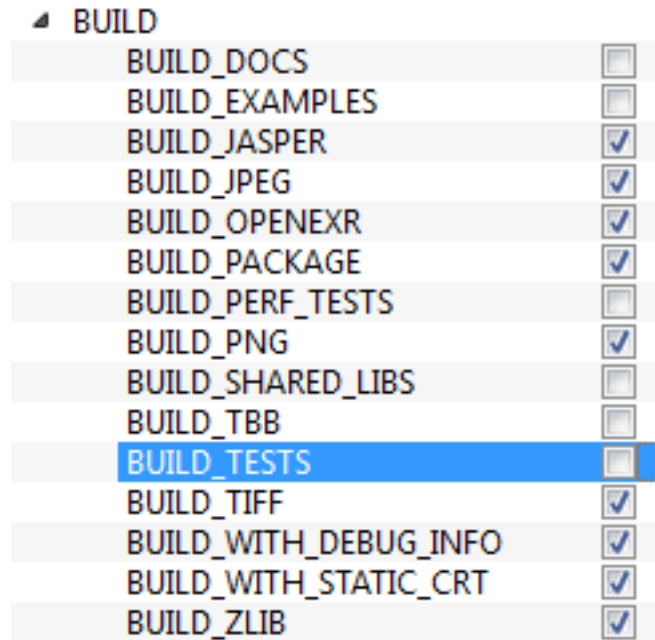 BUILD
BUILD_DOCS
BUILD_EXAMPLES
BUILD_JASPER
BUILD_JPEG
BUILD_OPENEXR
BUILD_PACKAGE
BUILD_PERF_TESTS
BUILD_PNG
BUILD_SHARED_LIBS
BUILD_TBB
BUILD_TESTS
BUILD_TIFF
BUILD_WITH_DEBUG_INFO
BUILD_WITH_STATIC_CRT
BUILD_ZLIB